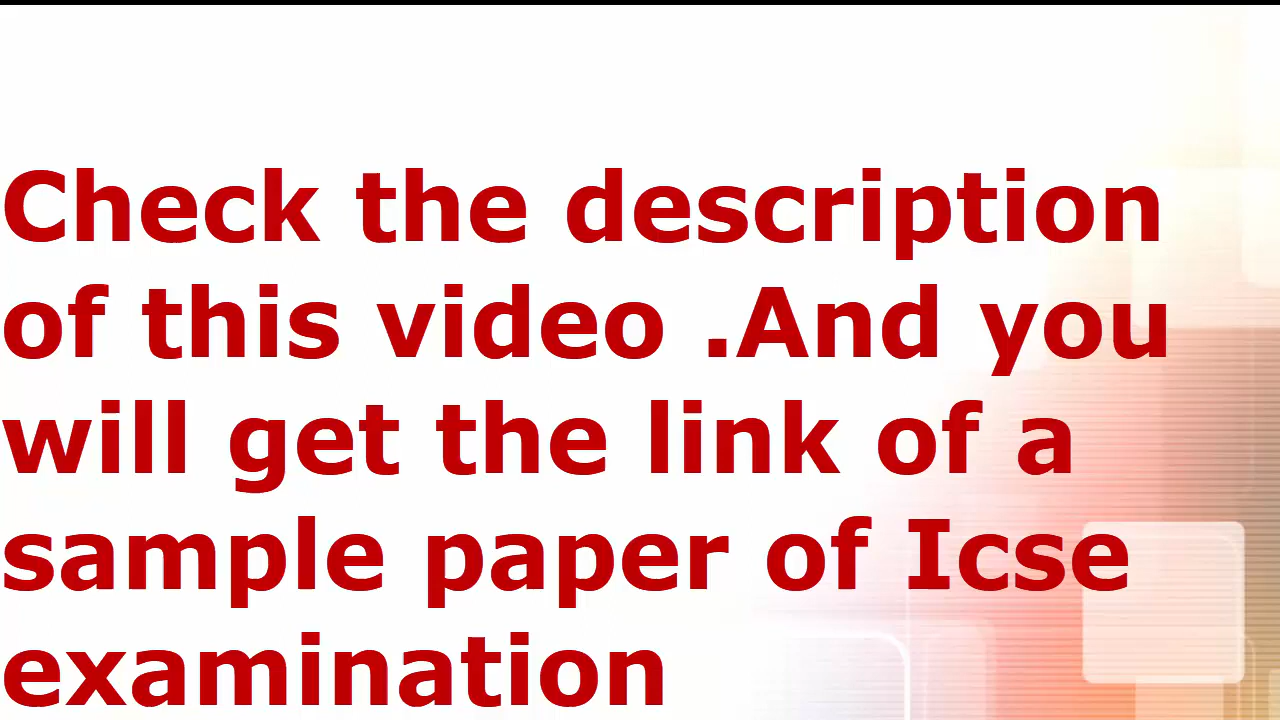 Check the description
of this video .And you
will get the link of a
sample paper of Icse
examination